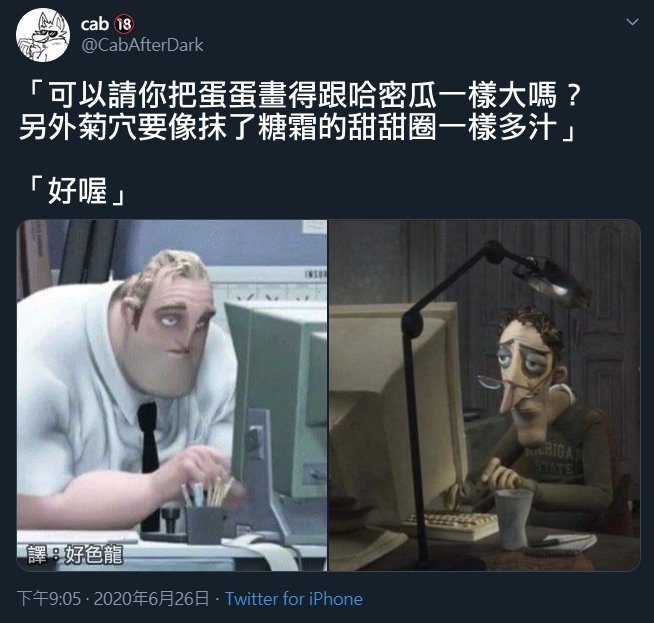 cab 🔞
@CabAfterDark
「可以請你把蛋蛋畫得跟哈密瓜一樣大嗎？
另外菊穴要像抹了糖霜的甜甜圈一樣多汁」
「好喔」
INSUR
MICHIGAN
STATE
譯：好色龍
下午9:05 · 2020年6月26日 · Twitter for iPhone